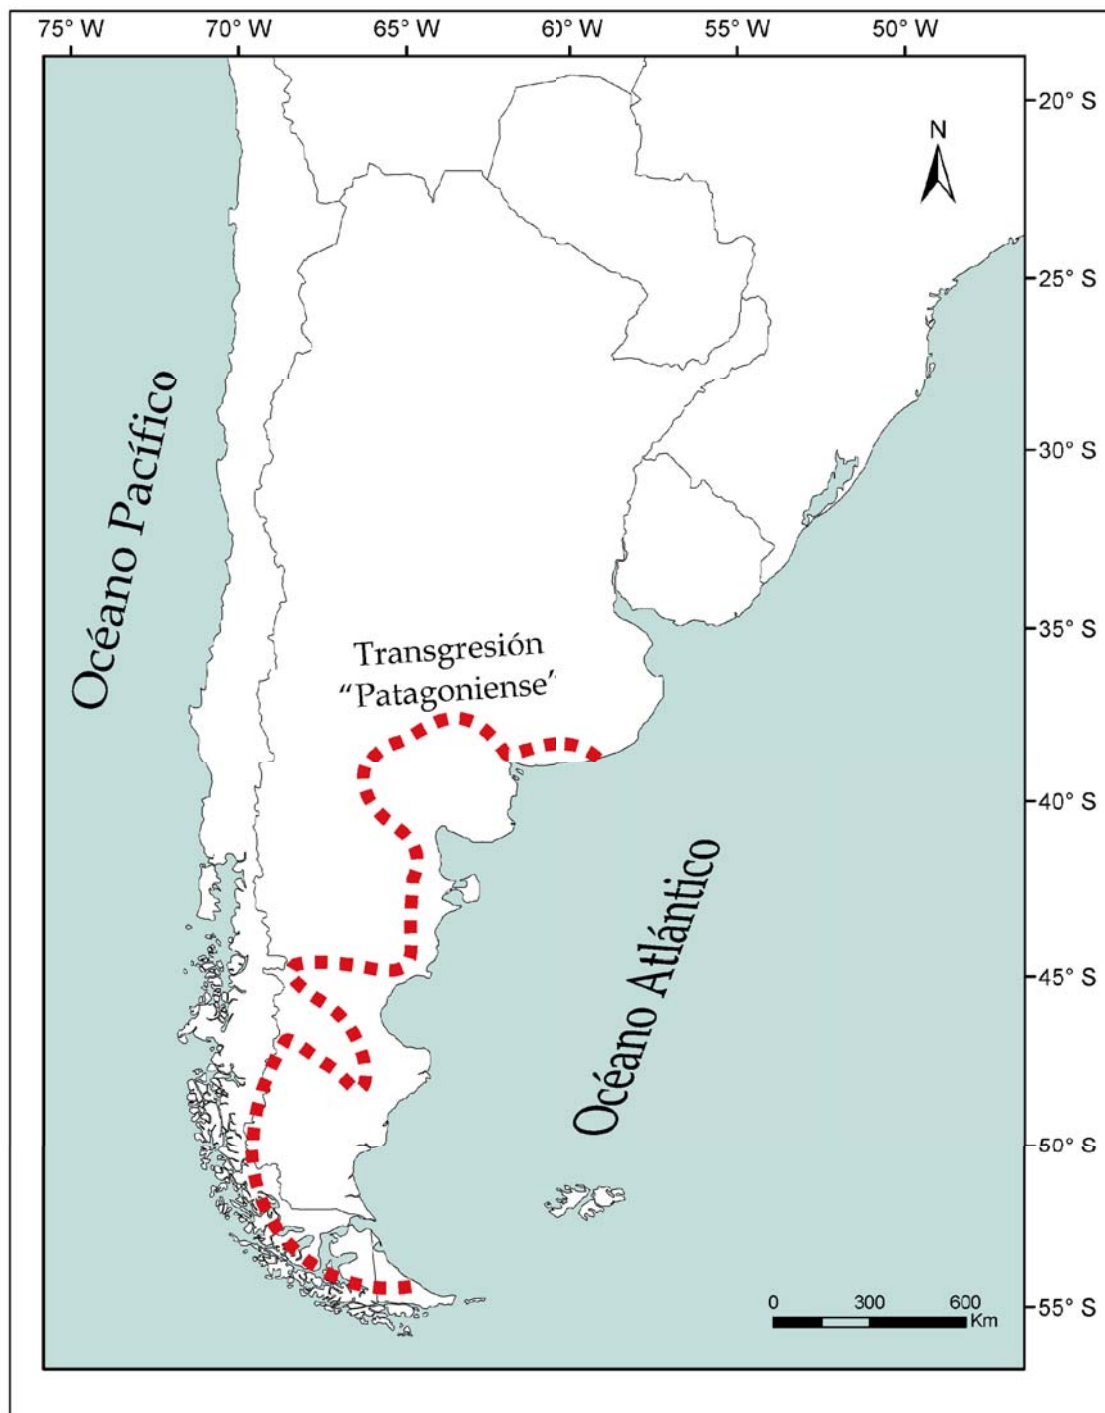 75° W 70° W 65° W 60° W 55° W 50° W
20° S
N
25° S
Océano Pacífico
30° S
35° S
Transgresión
“Patagoniense”
40° S
Océano Atlántico
45° S
50° S
0 300 600
Km
55° S